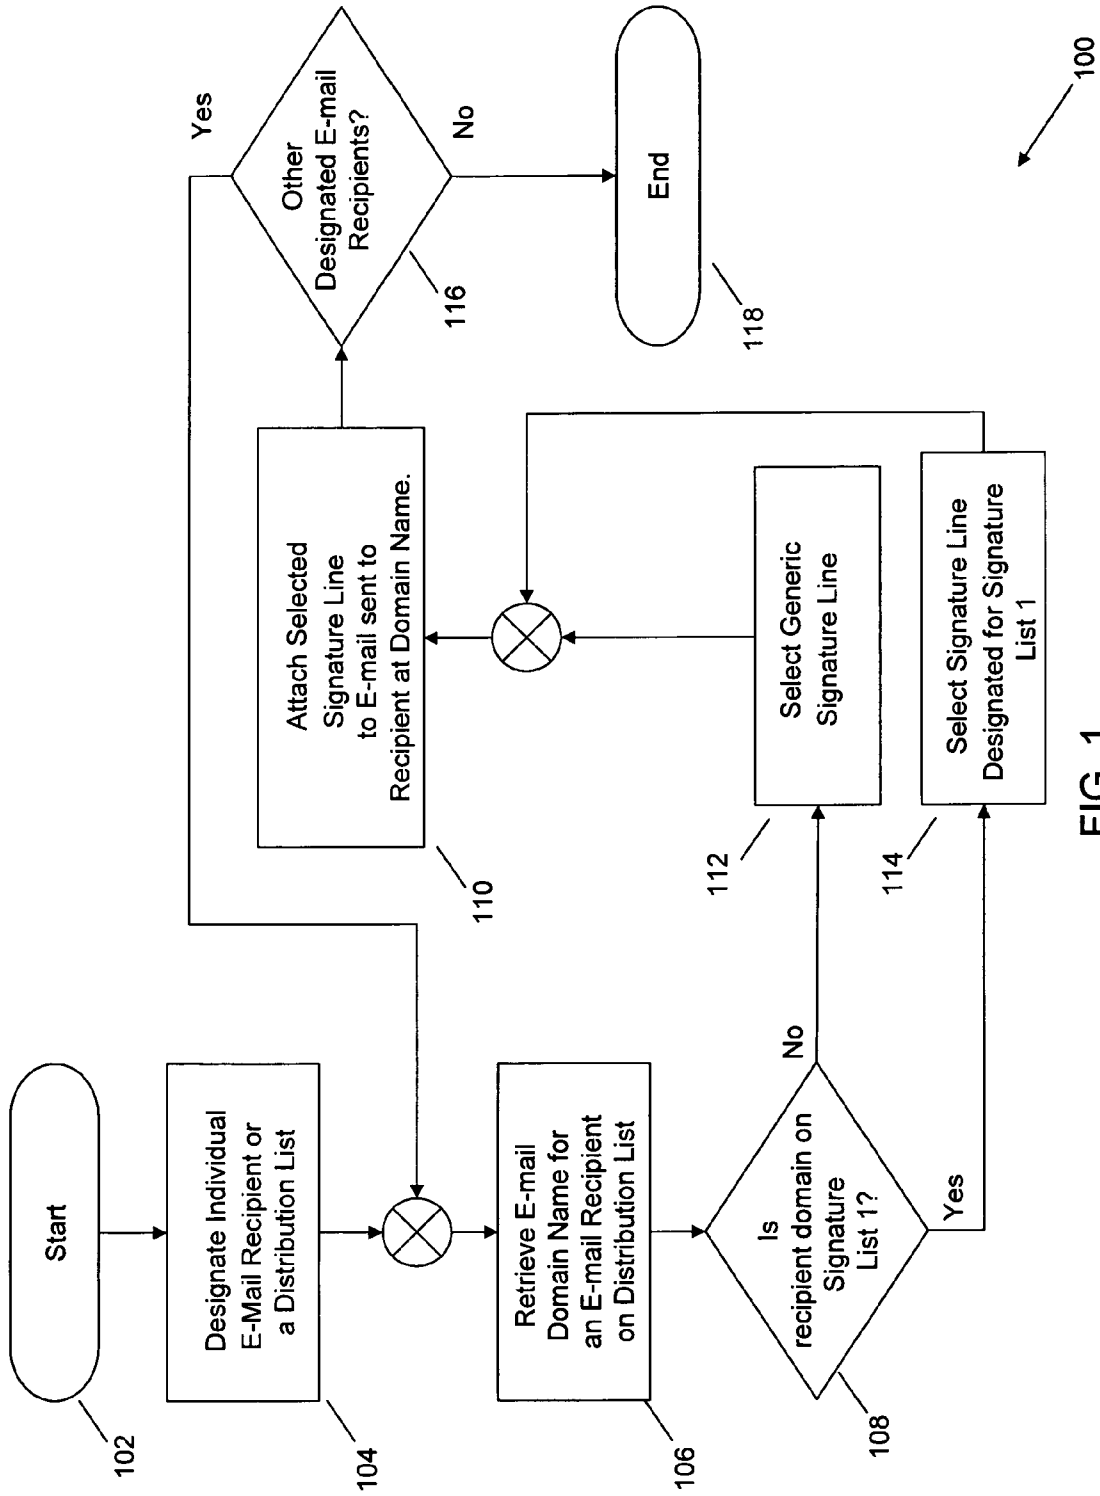 Start
102
Designate Individual
E-Mail Recipient or
a Distribution List
104
Retrieve E-mail
Domain Name for
an E-mail Recipient
on Distribution List
106
Is
recipient domain on
Signature
List 1?
108
No
Yes
Select Generic
Signature Line
112
Select Signature Line
Designated for Signature
List 1
114
Attach Selected
Signature Line
to E-mail sent to
Recipient at Domain Name.
110
Other
Designated E-mail
Recipients?
116
Yes
No
End
118
100
FIG. 1